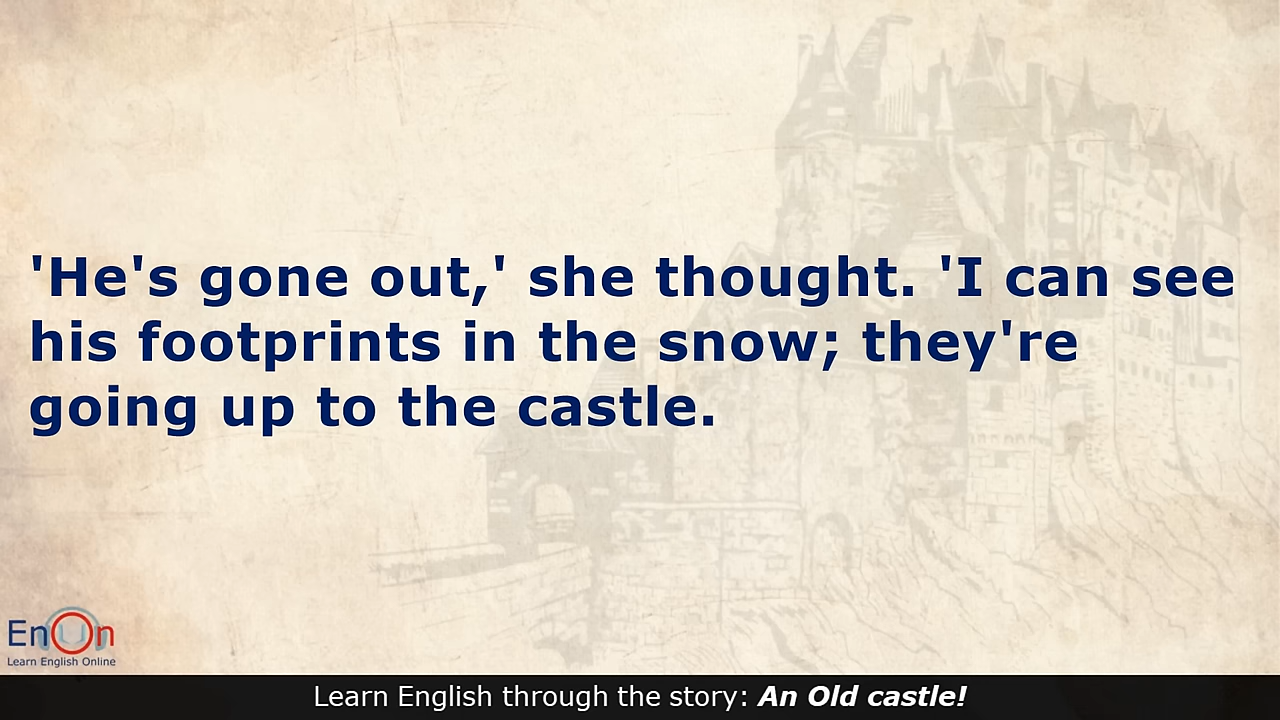 'He's gone out,' she thought. 'I can see
his footprints in the snow; they're
going up to the castle.
EnOn
Learn English Online
Learn English through the story: An Old castle!